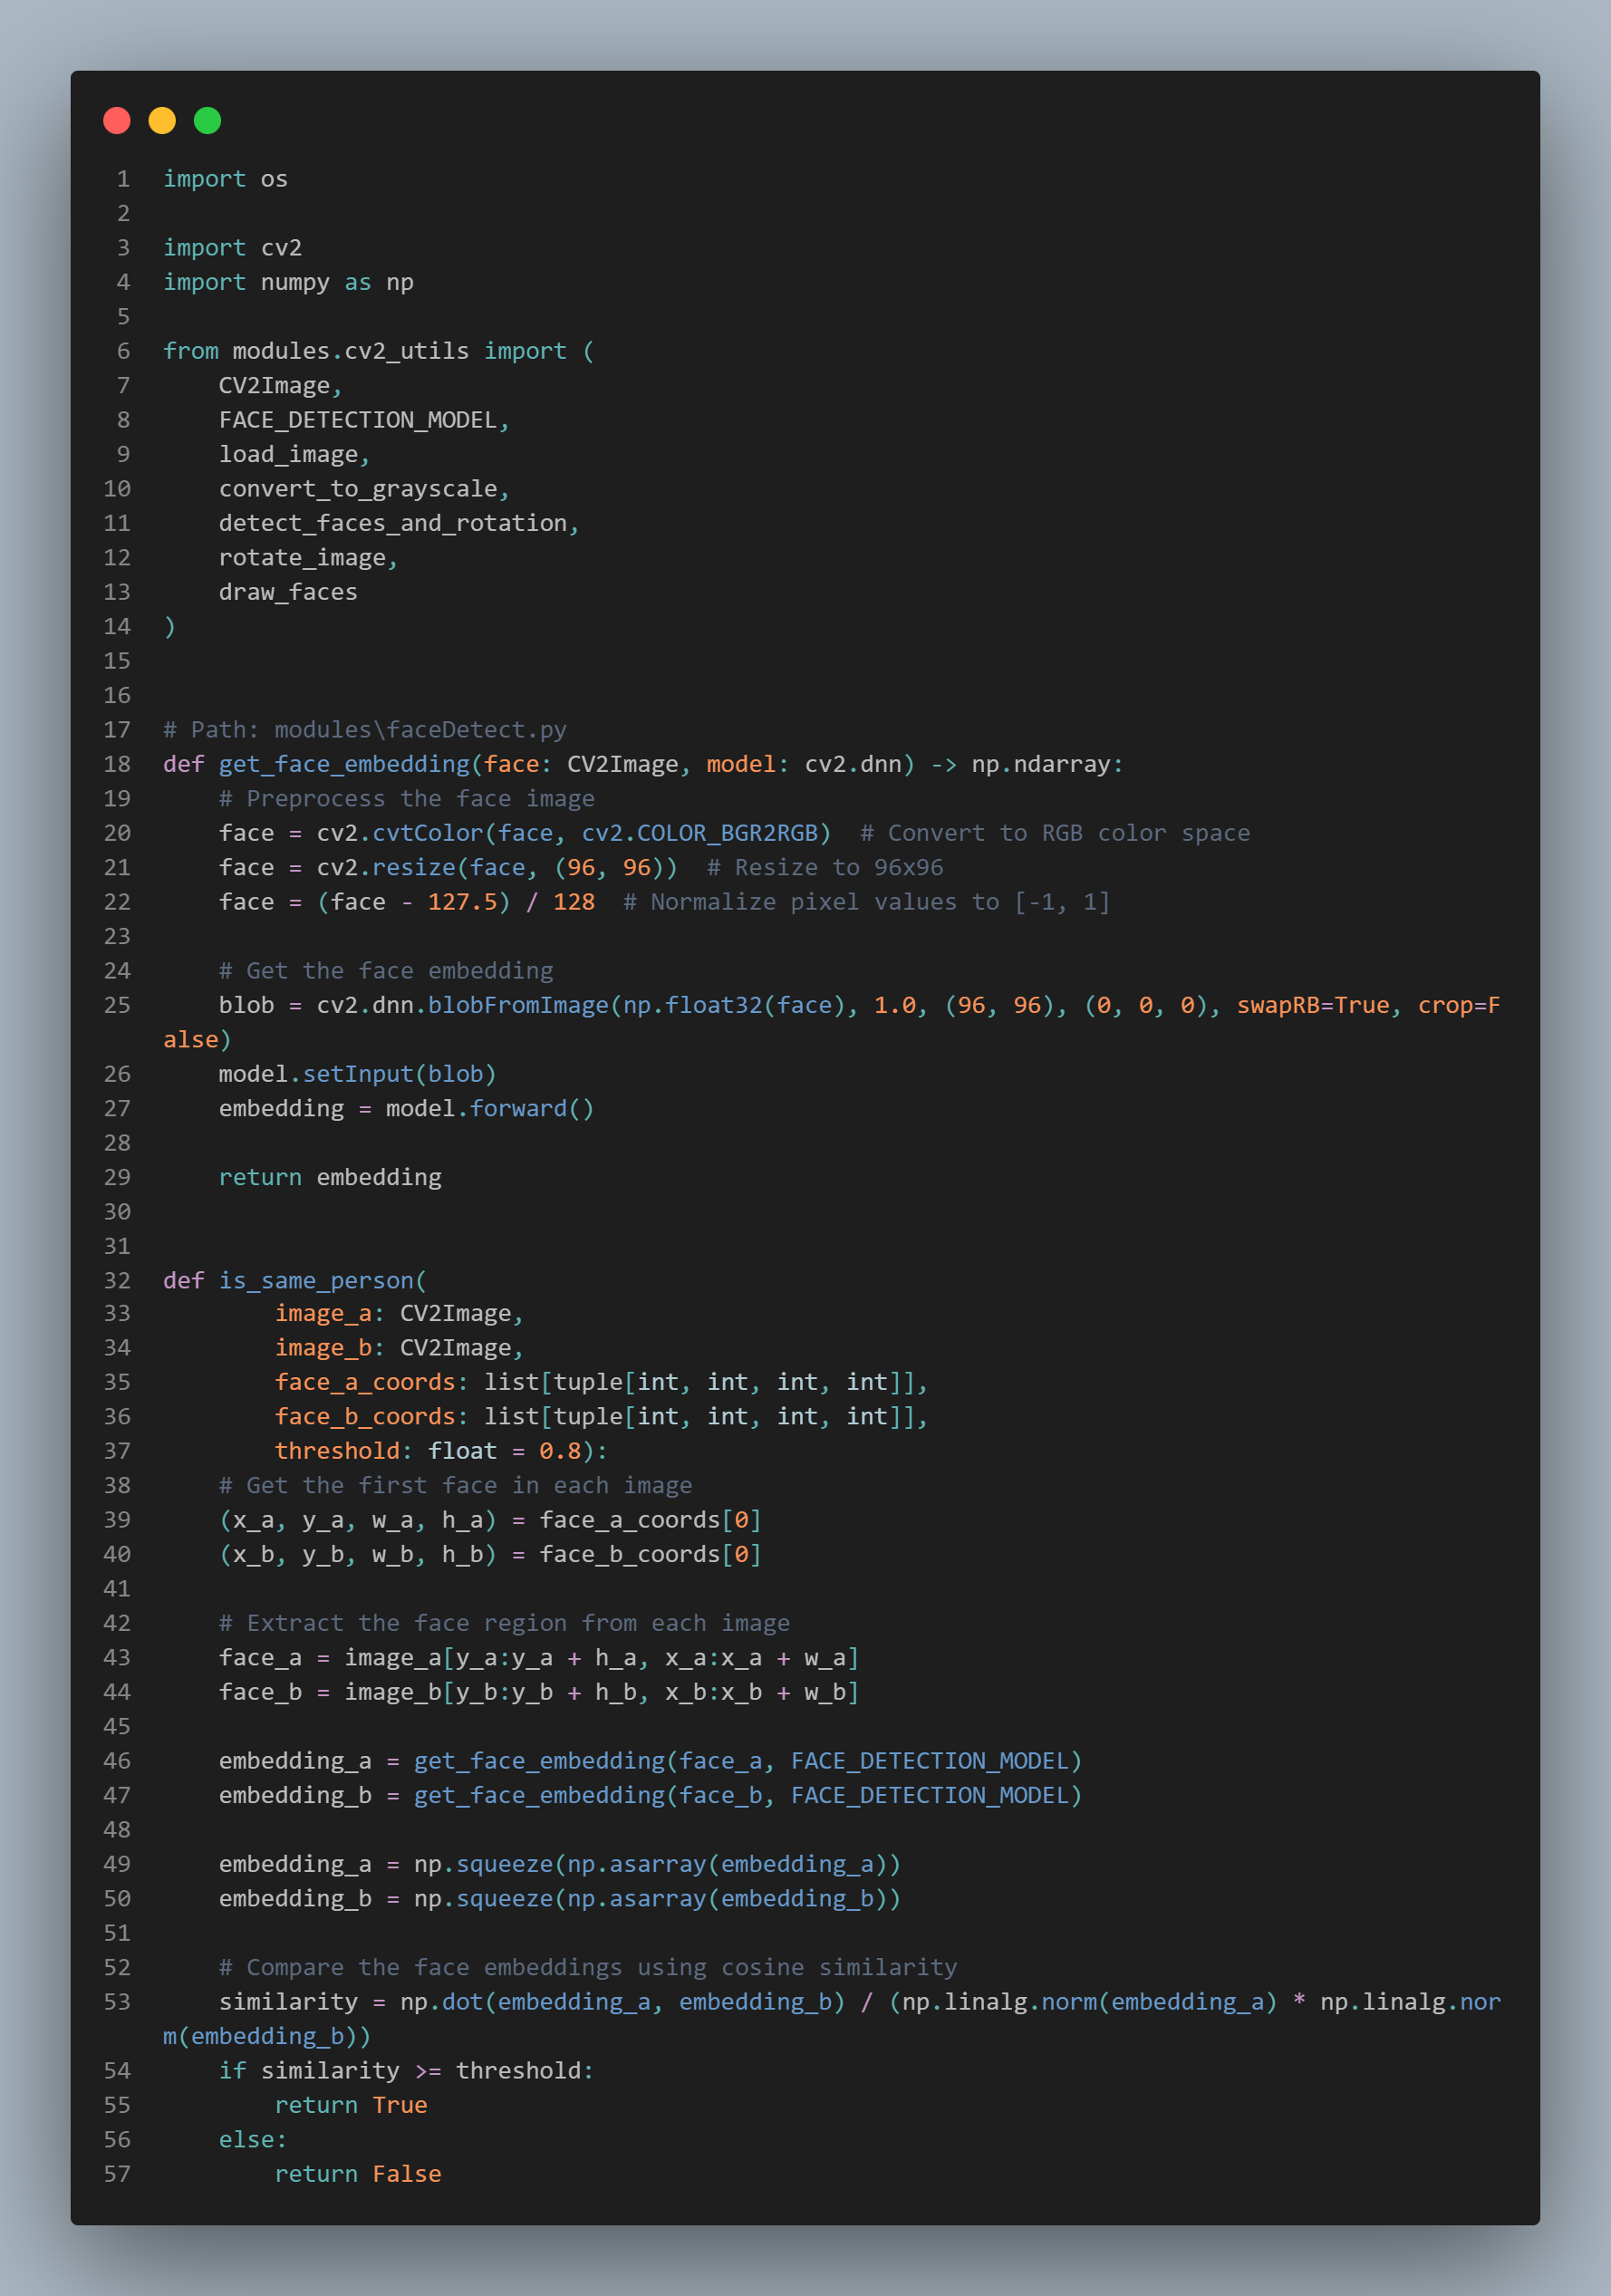 1 import os
2
3 import cv2
4 import numpy as np
5
6 from modules.cv2_utils import (
7     CV2Image,
8     FACE_DETECTION_MODEL,
9     load_image,
10     convert_to_grayscale,
11     detect_faces_and_rotation,
12     rotate_image,
13     draw_faces
14 )
15
16
17 # Path: modules\faceDetect.py
18 def get_face_embedding(face: CV2Image, model: cv2.dnn) -> np.ndarray:
19     # Preprocess the face image
20     face = cv2.cvtColor(face, cv2.COLOR_BGR2RGB)  # Convert to RGB color space
21     face = cv2.resize(face, (96, 96))  # Resize to 96x96
22     face = (face - 127.5) / 128  # Normalize pixel values to [-1, 1]
23
24     # Get the face embedding
25     blob = cv2.dnn.blobFromImage(np.float32(face), 1.0, (96, 96), (0, 0, 0), swapRB=True, crop=F
alse)
26     model.setInput(blob)
27     embedding = model.forward()
28
29     return embedding
30
31
32 def is_same_person(
33         image_a: CV2Image,
34         image_b: CV2Image,
35         face_a_coords: list[tuple[int, int, int, int]],
36         face_b_coords: list[tuple[int, int, int, int]],
37         threshold: float = 0.8):
38     # Get the first face in each image
39     (x_a, y_a, w_a, h_a) = face_a_coords[0]
40     (x_b, y_b, w_b, h_b) = face_b_coords[0]
41
42     # Extract the face region from each image
43     face_a = image_a[y_a:y_a + h_a, x_a:x_a + w_a]
44     face_b = image_b[y_b:y_b + h_b, x_b:x_b + w_b]
45
46     embedding_a = get_face_embedding(face_a, FACE_DETECTION_MODEL)
47     embedding_b = get_face_embedding(face_b, FACE_DETECTION_MODEL)
48
49     embedding_a = np.squeeze(np.asarray(embedding_a))
50     embedding_b = np.squeeze(np.asarray(embedding_b))
51
52     # Compare the face embeddings using cosine similarity
53     similarity = np.dot(embedding_a, embedding_b) / (np.linalg.norm(embedding_a) * np.linalg.nor
m(embedding_b))
54     if similarity >= threshold:
55         return True
56     else:
57         return False